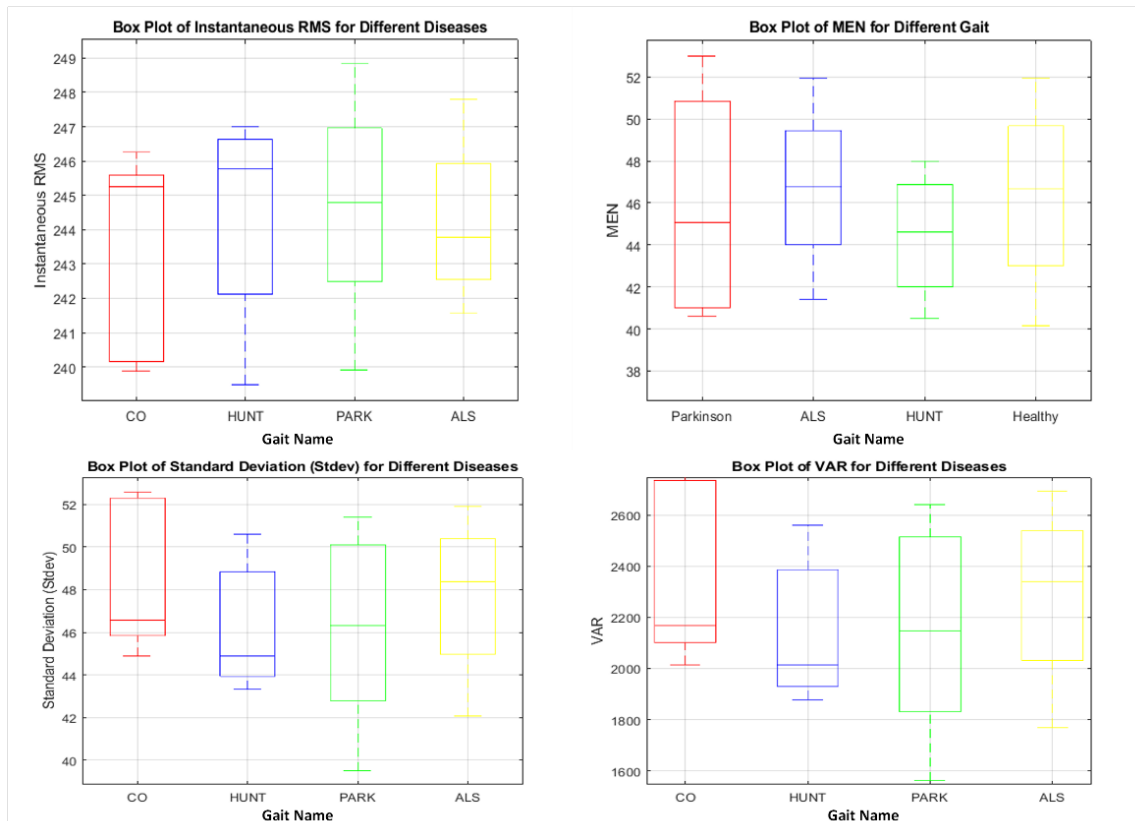 Box Plot of Instantaneous RMS for Different Diseases
249
248
247
246
245
244
243
242
241
240
Instantaneous RMS
CO HUNT PARK ALS
Gait Name
Box Plot of MEN for Different Gait
52
50
48
46
44
42
40
38
MEN
Parkinson ALS HUNT Healthy
Gait Name
Box Plot of Standard Deviation (Stdev) for Different Diseases
52
50
48
46
44
42
40
Standard Deviation (Stdev)
CO HUNT PARK ALS
Gait Name
Box Plot of VAR for Different Diseases
2600
2400
2200
2000
1800
1600
VAR
CO HUNT PARK ALS
Gait Name